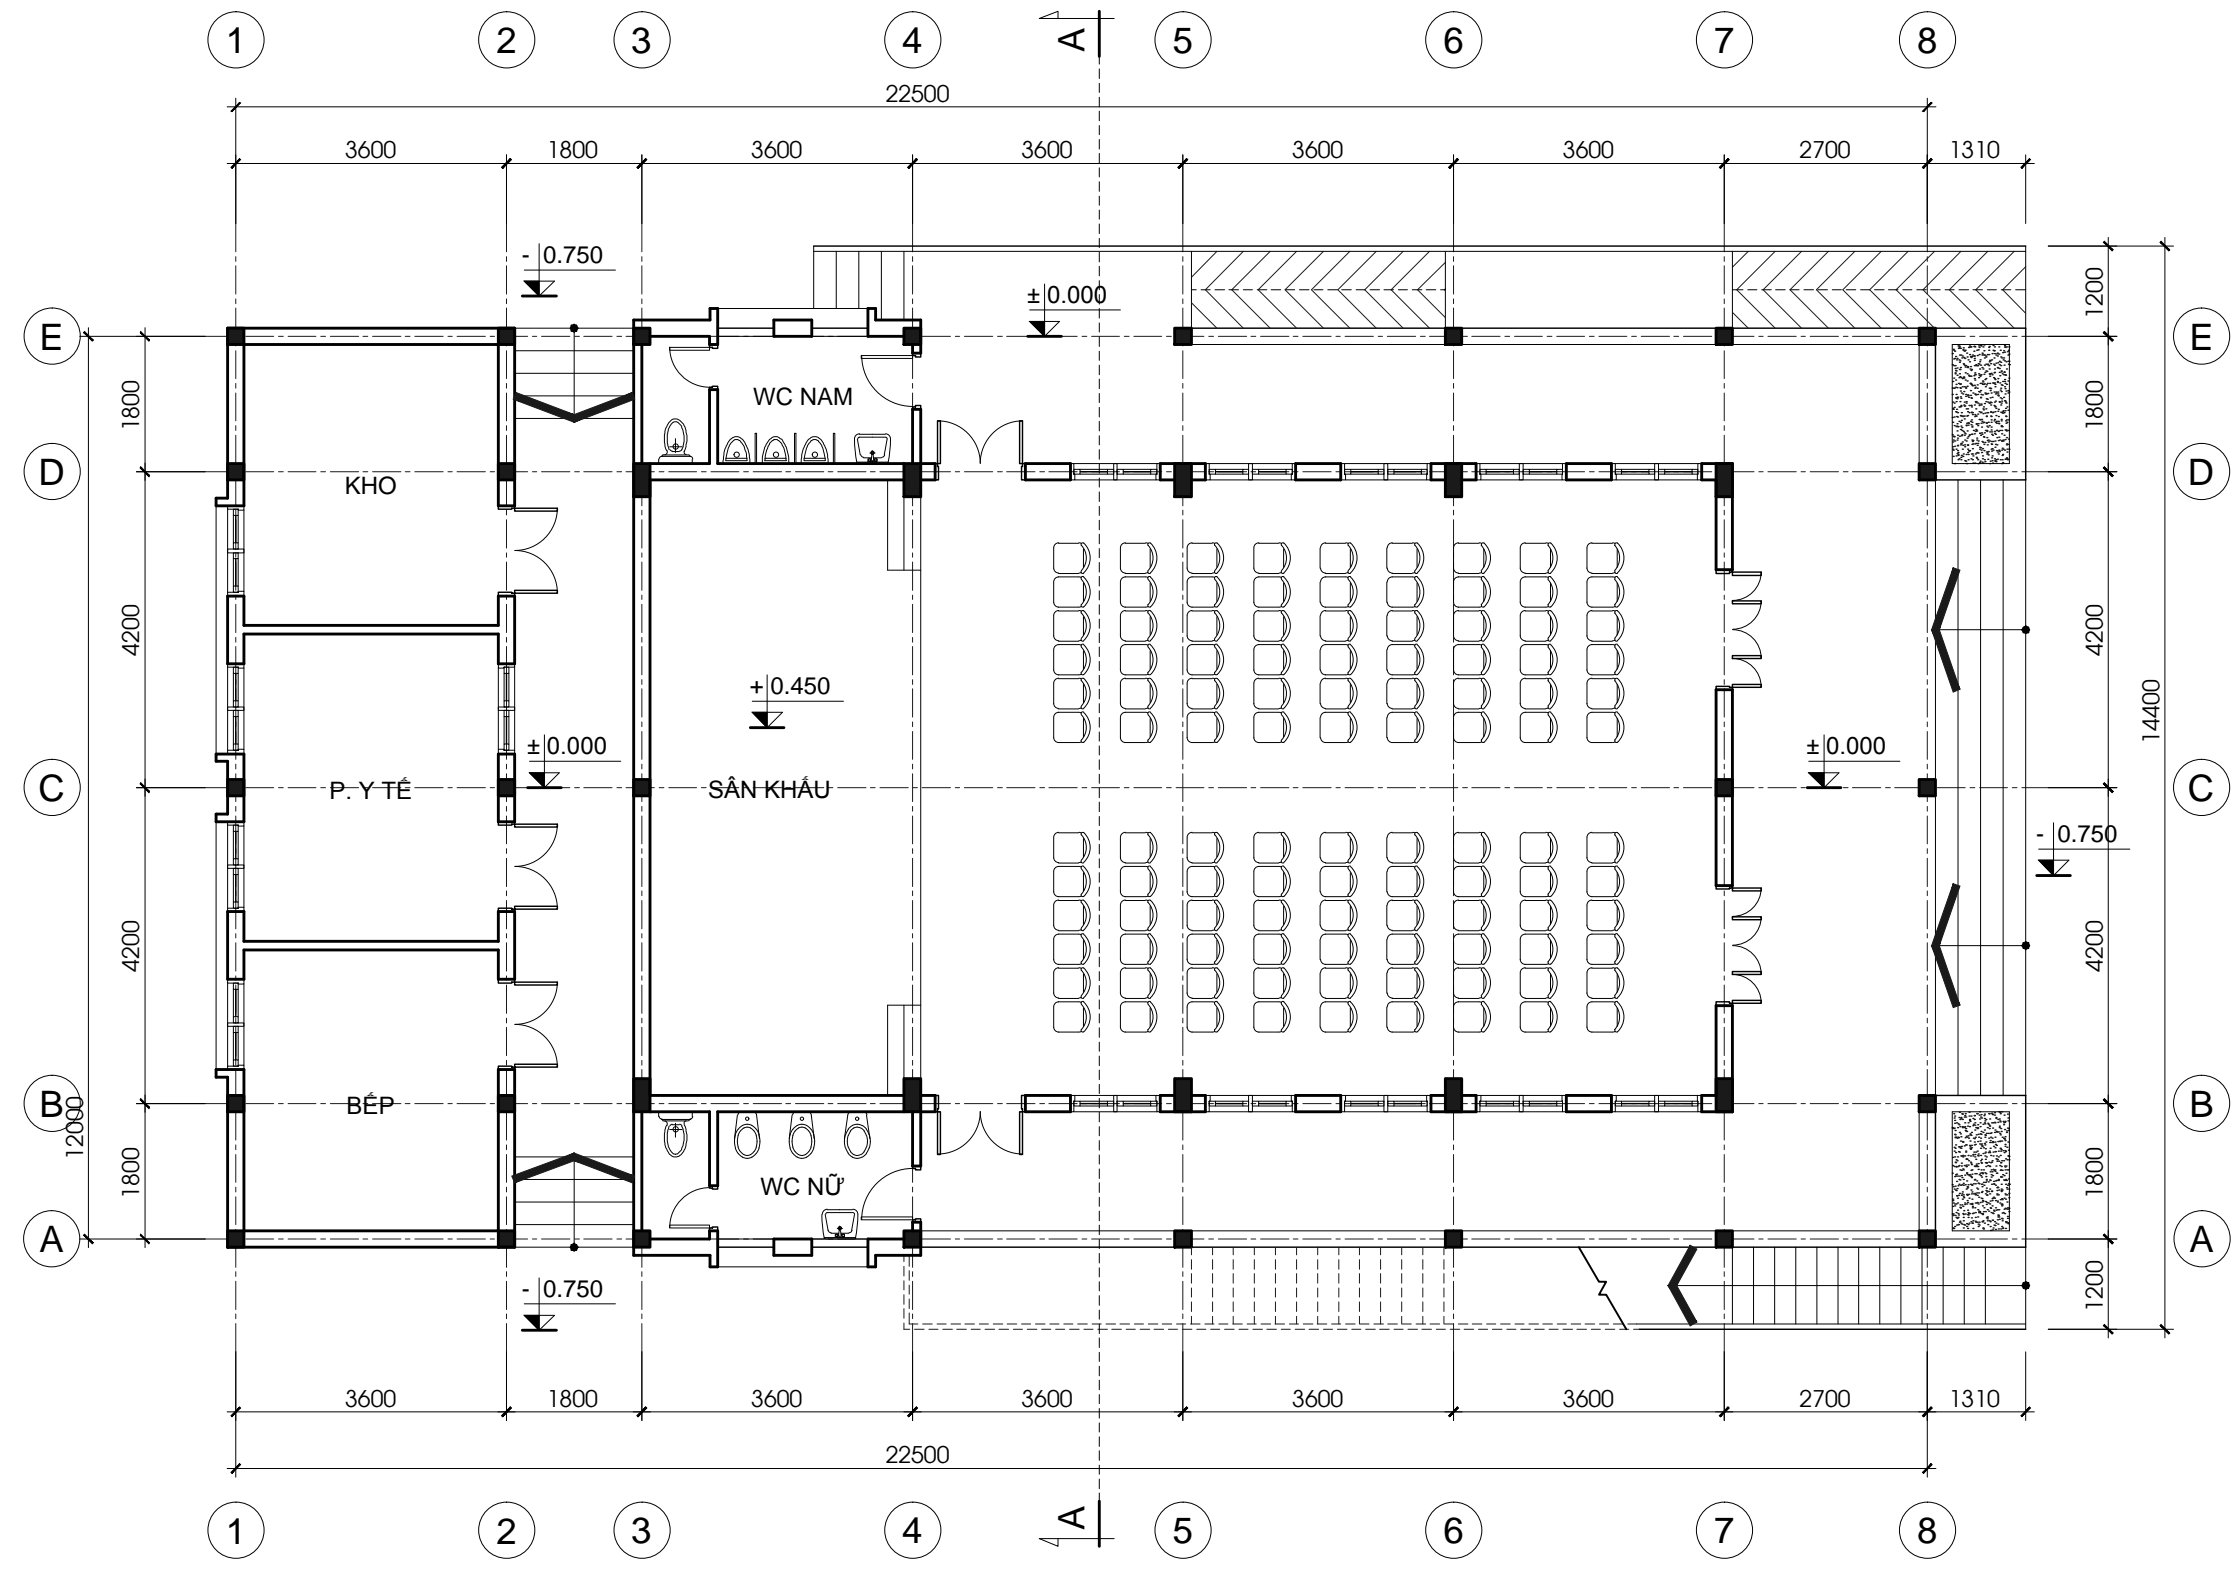 1 2 3 4 A 5 6 7 8
22500
3600 1800 3600 3600 3600 3600 2700 1310
- 0.750
± 0.000
1200
E E
1800 WC NAM 1800
D KHO D
4200 4200
+ 0.450
14400
± 0.000 ± 0.000
C P. Y TẾ SÂN KHẤU C
- 0.750
4200 4200
B BẾP B
12000
1800 WC NỮ 1800
A A
- 0.750
1200
3600 1800 3600 3600 3600 3600 2700 1310
22500
1 2 3 4 A 5 6 7 8